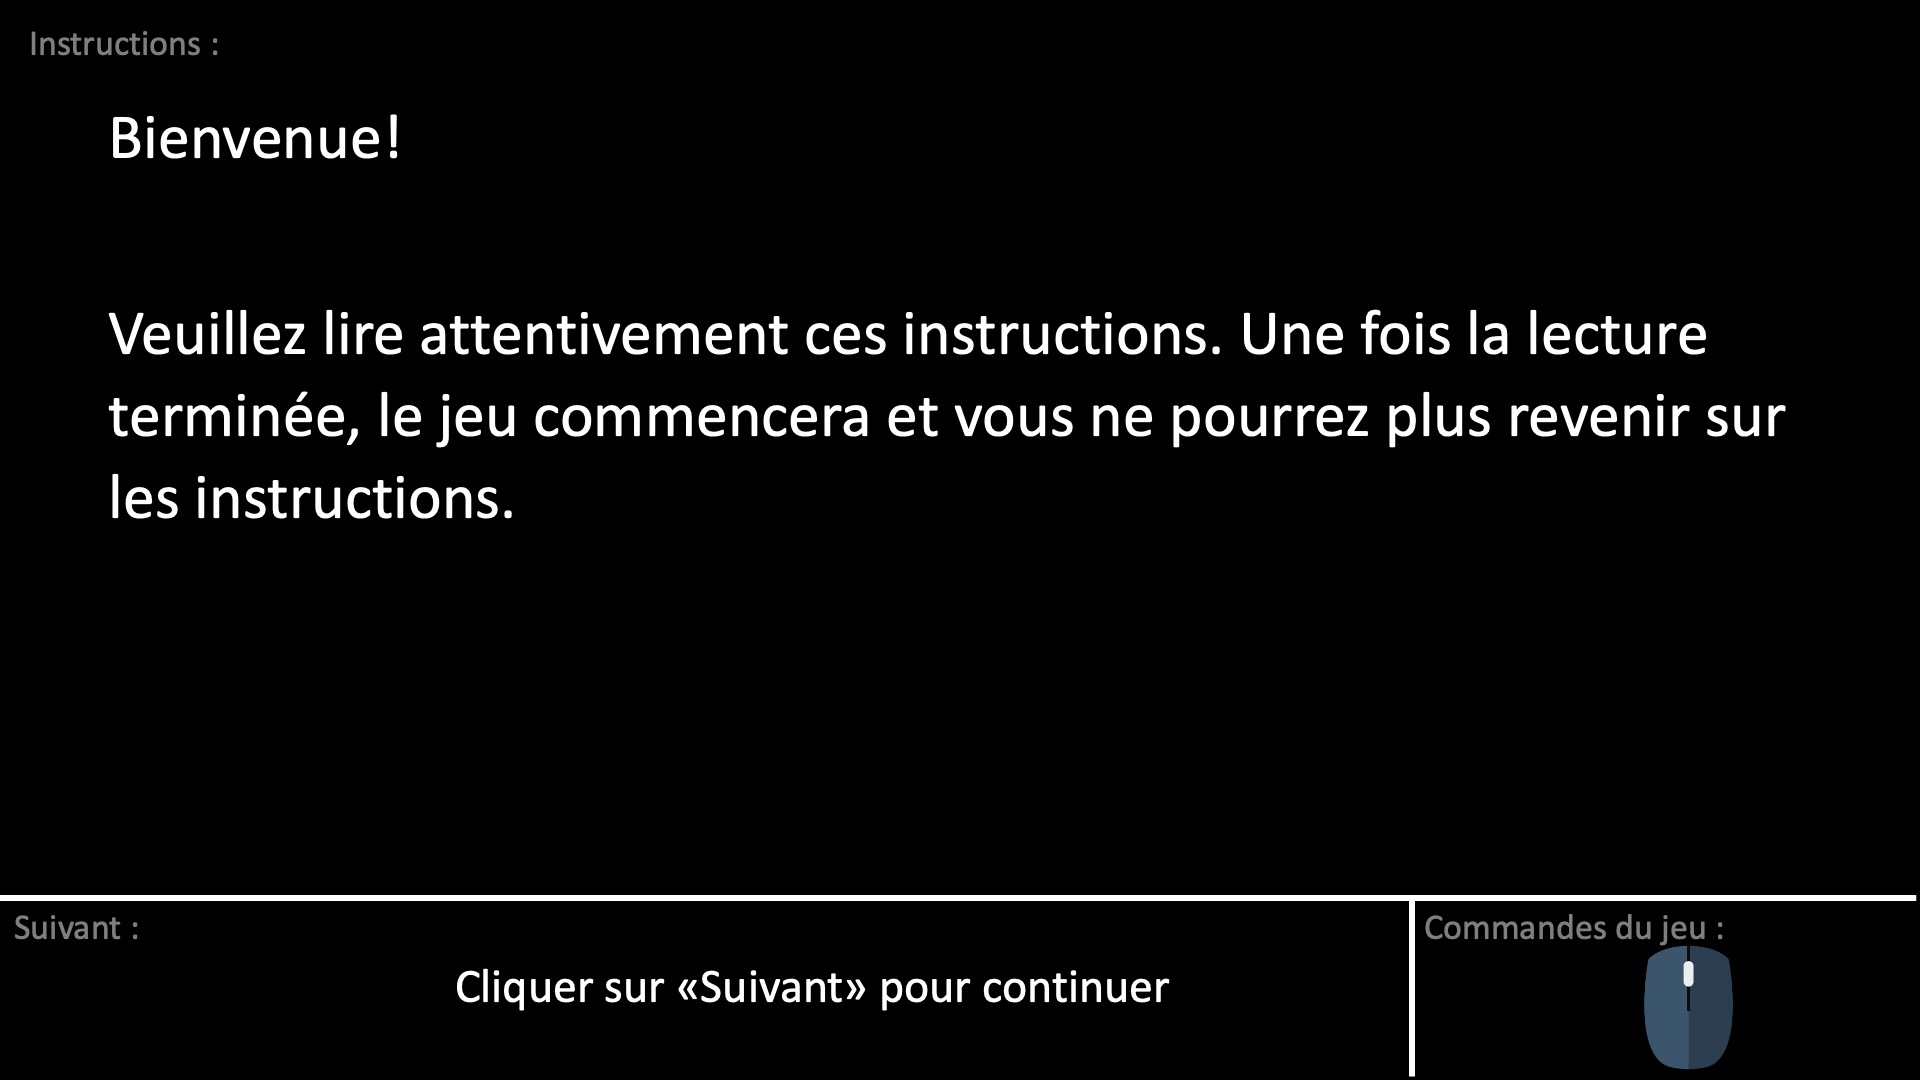 Instructions :
Bienvenue!
Veuillez lire attentivement ces instructions. Une fois la lecture
terminée, le jeu commencera et vous ne pourrez plus revenir sur
les instructions.
Suivant :
Cliquer sur «Suivant» pour continuer
Commandes du jeu :